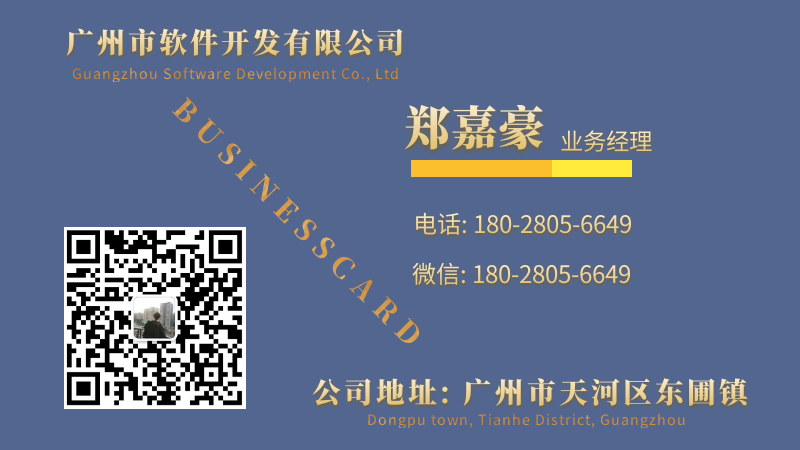 广州市软件开发有限公司
Guangzhou Software Development Co., Ltd
BUSINESSCARD
郑嘉豪 业务经理
电话: 180-2805-6649
微信: 180-2805-6649
公司地址: 广州市天河区东圃镇
Dongpu town, Tianhe District, Guangzhou